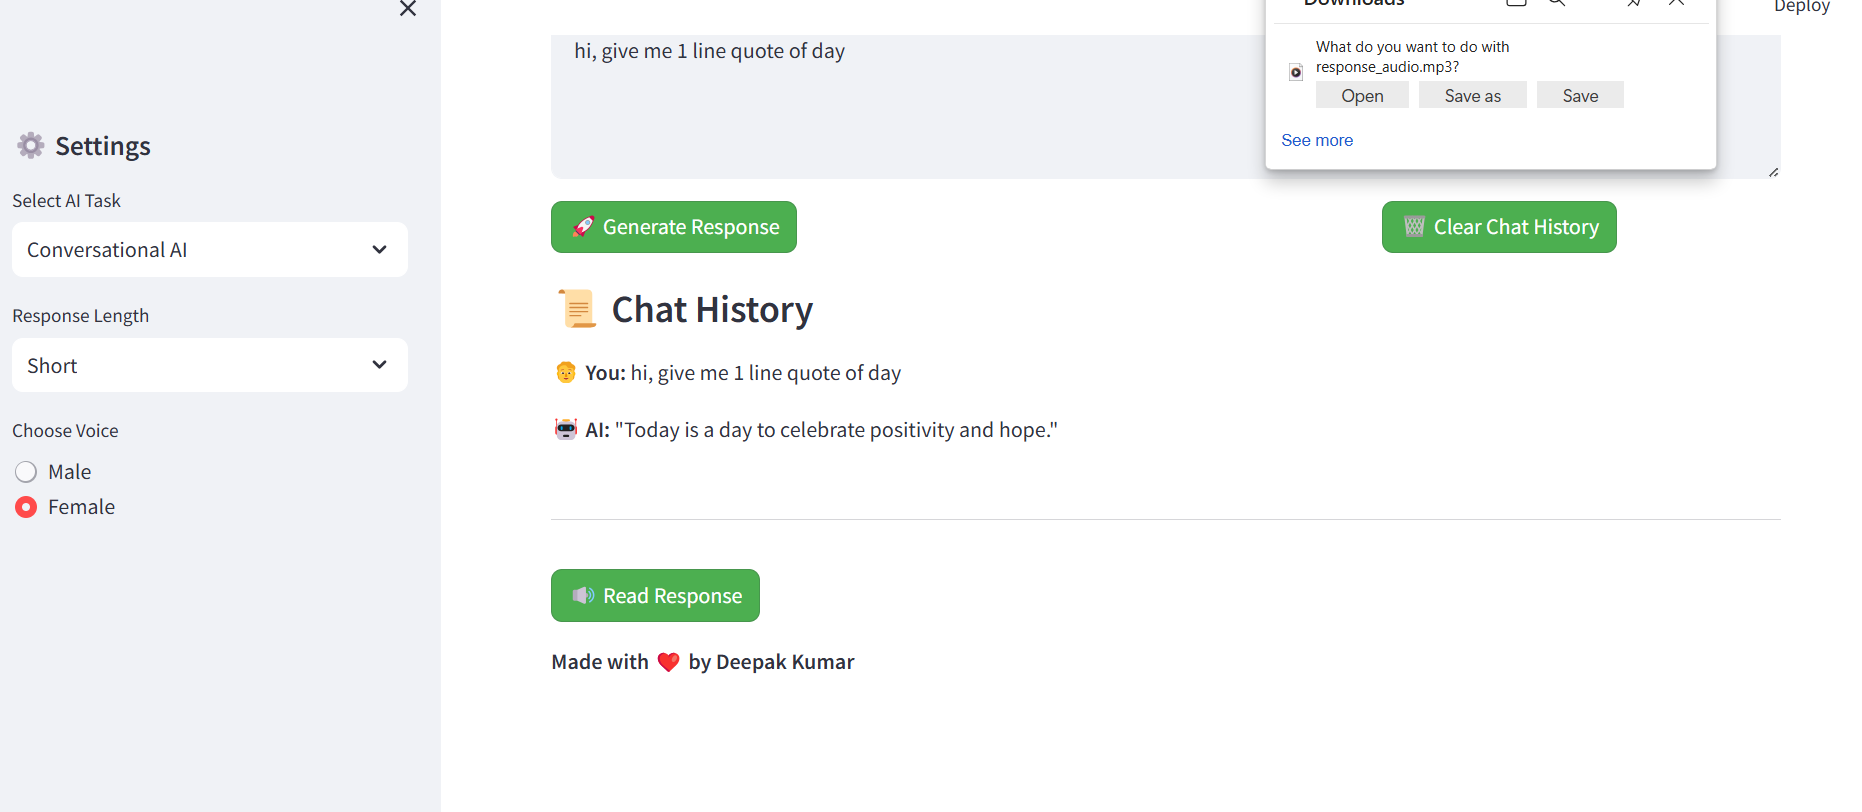 Settings
Select AI Task
Conversational AI
Response Length
Short
Choose Voice
Male
Female
Deploy
hi, give me 1 line quote of day
Downloads
What do you want to do with
response_audio.mp3?
Open
Save as
Save
See more
Generate Response
Clear Chat History
Chat History
You: hi, give me 1 line quote of day
AI: "Today is a day to celebrate positivity and hope."
Read Response
Made with ❤️ by Deepak Kumar